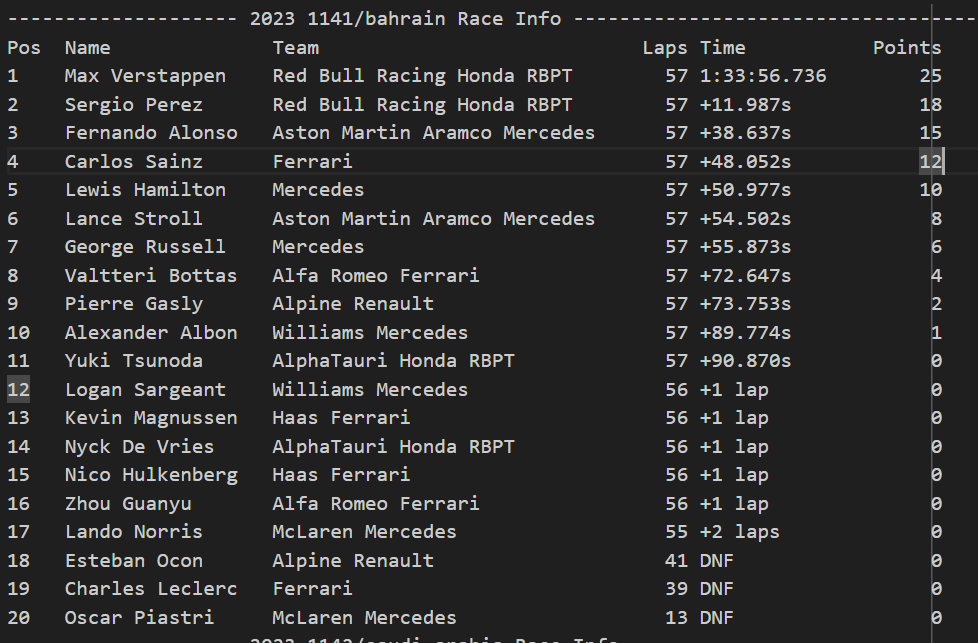 -------------------- 2023 1141/bahrain Race Info -----------------------------------
Pos Name Team Laps Time Points
1 Max Verstappen Red Bull Racing Honda RBPT 57 1:33:56.736 25
2 Sergio Perez Red Bull Racing Honda RBPT 57 +11.987s 18
3 Fernando Alonso Aston Martin Aramco Mercedes 57 +38.637s 15
4 Carlos Sainz Ferrari 57 +48.052s 12
5 Lewis Hamilton Mercedes 57 +50.977s 10
6 Lance Stroll Aston Martin Aramco Mercedes 57 +54.502s 8
7 George Russell Mercedes 57 +55.873s 6
8 Valtteri Bottas Alfa Romeo Ferrari 57 +72.647s 4
9 Pierre Gasly Alpine Renault 57 +73.753s 2
10 Alexander Albon Williams Mercedes 57 +89.774s 1
11 Yuki Tsunoda AlphaTauri Honda RBPT 57 +90.870s 0
12 Logan Sargeant Williams Mercedes 56 +1 lap 0
13 Kevin Magnussen Haas Ferrari 56 +1 lap 0
14 Nyck De Vries AlphaTauri Honda RBPT 56 +1 lap 0
15 Nico Hulkenberg Haas Ferrari 56 +1 lap 0
16 Zhou Guanyu Alfa Romeo Ferrari 56 +1 lap 0
17 Lando Norris McLaren Mercedes 55 +2 laps 0
18 Esteban Ocon Alpine Renault 41 DNF 0
19 Charles Leclerc Ferrari 39 DNF 0
20 Oscar Piastri McLaren Mercedes 13 DNF 0